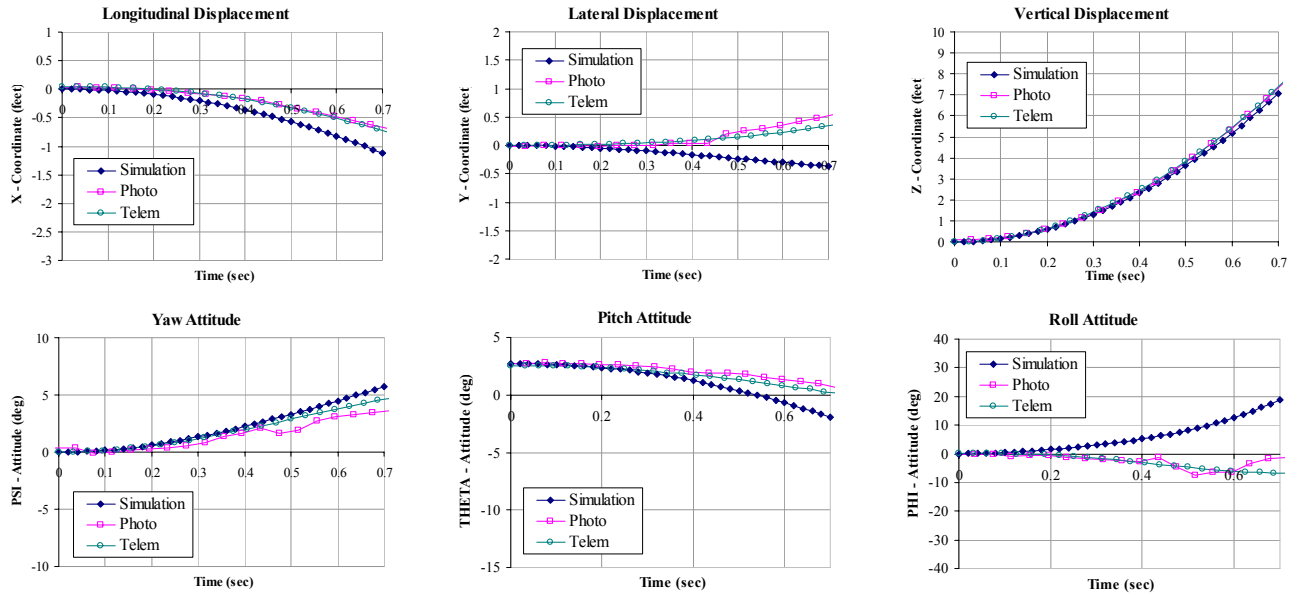 Longitudinal Displacement
X - Coordinate (feet)
1
0.5
0
-0.5
-1
-1.5
-2
-2.5
-3
0
0.1
0.2
0.3
0.4
0.5
0.6
0.7
Simulation
Photo
Telem
Time (sec)
Lateral Displacement
Y - Coordinate (feet
2
1.5
1
0.5
0
-0.5
-1
-1.5
-2
0
0.1
0.2
0.3
0.4
0.5
0.6
0.7
Simulation
Photo
Telem
Time (sec)
Vertical Displacement
Z - Coordinate (feet
10
9
8
7
6
5
4
3
2
1
0
0
0.1
0.2
0.3
0.4
0.5
0.6
0.7
Simulation
Photo
Telem
Time (sec)
Yaw Attitude
PSI - Attitude (deg)
10
5
0
-5
-10
0
0.1
0.2
0.3
0.4
0.5
0.6
0.7
Simulation
Photo
Telem
Time (sec)
Pitch Attitude
THETA - Attitude (deg)
5
0
-5
-10
-15
0
0.2
0.4
0.6
Simulation
Photo
Telem
Time (sec)
Roll Attitude
PHI - Attitude (deg)
40
30
20
10
0
-10
-20
-30
-40
0
0.2
0.4
0.6
Simulation
Photo
Telem
Time (sec)